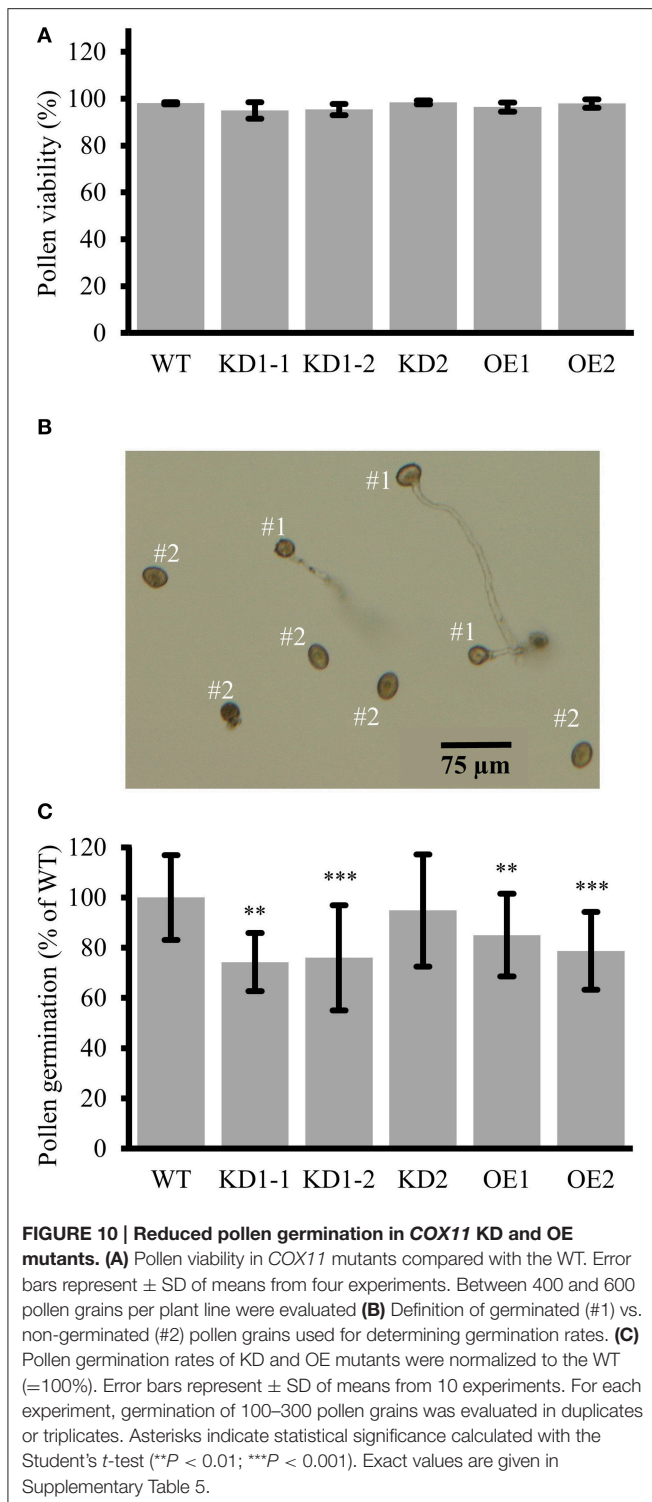 A
Pollen viability (%)
120
100
80
60
40
20
0
WT KD1-1 KD1-2 KD2 OE1 OE2
B
#1
#1
#2
#2
#1
#2
#2
#2
75 µm
C
Pollen germination (% of WT)
120
100
80
60
40
20
0
** *** ** ***
WT KD1-1 KD1-2 KD2 OE1 OE2
FIGURE 10 | Reduced pollen germination in COX11 KD and OE
mutants. (A) Pollen viability in COX11 mutants compared with the WT. Error
bars represent ± SD of means from four experiments. Between 400 and 600
pollen grains per plant line were evaluated (B) Definition of germinated (#1) vs.
non-germinated (#2) pollen grains used for determining germination rates. (C)
Pollen germination rates of KD and OE mutants were normalized to the WT
(=100%). Error bars represent ± SD of means from 10 experiments. For each
experiment, germination of 100–300 pollen grains was evaluated in duplicates
or triplicates. Asterisks indicate statistical significance calculated with the
Student's t-test (**P < 0.01; ***P < 0.001). Exact values are given in
Supplementary Table 5.